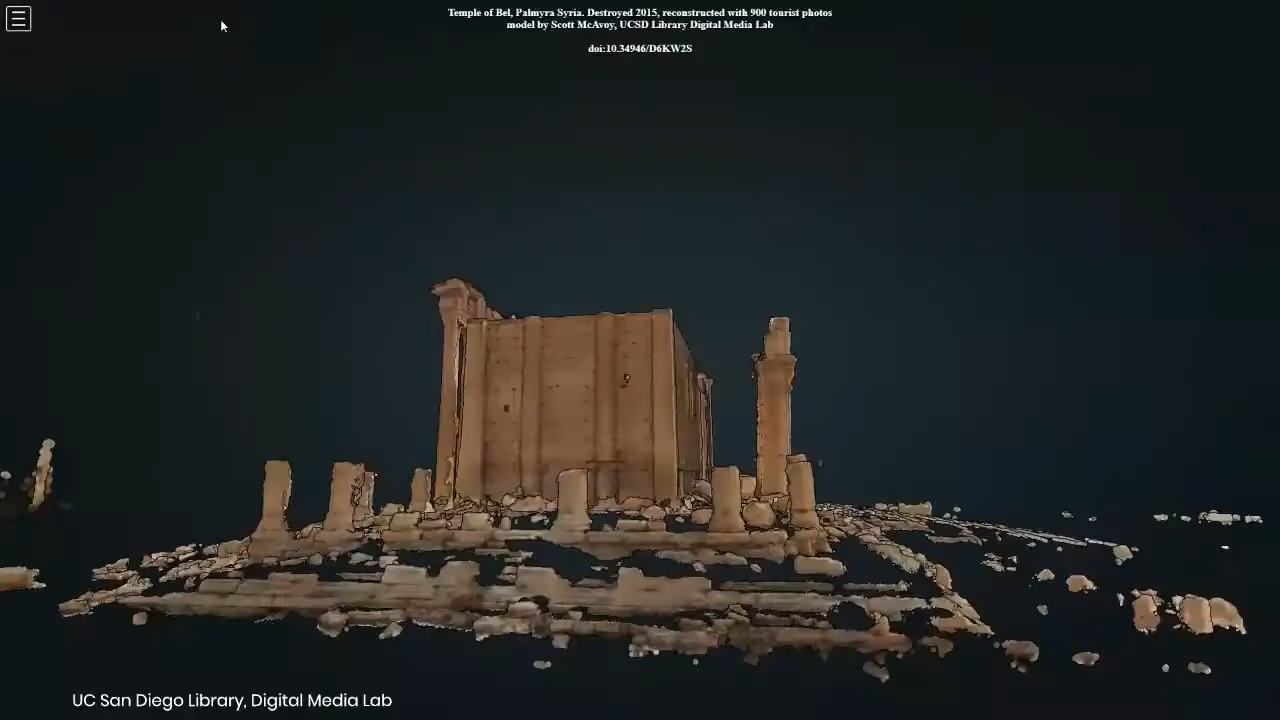 Temple of Bel, Palmyra Syria. Destroyed 2015, reconstructed with 900 tourist photos
model by Scott McAvoy, UCSD Library Digital Media Lab
doi:10.34946/D6KW2S
UC San Diego Library, Digital Media Lab